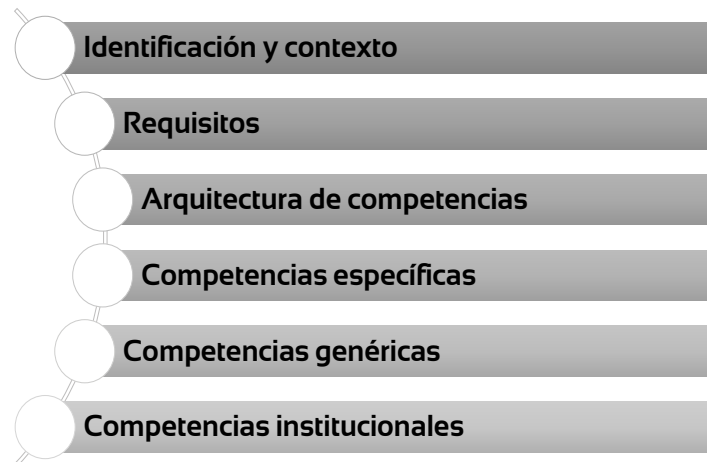 Identificación y contexto
Requisitos
Arquitectura de competencias
Competencias específicas
Competencias genéricas
Competencias institucionales